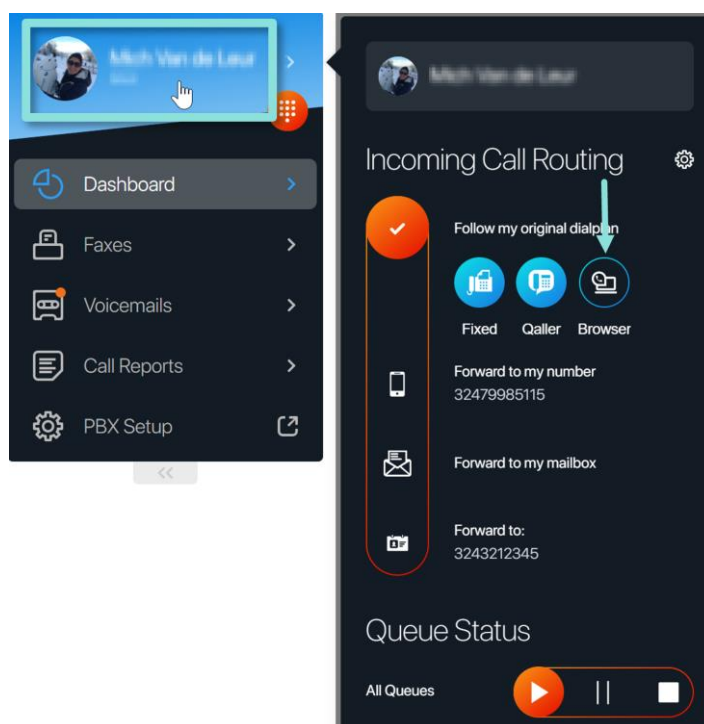 Dashboard
Faxes
Voicemails
Call Reports
PBX Setup
<<
Incoming Call Routing
Follow my original dialplan
Fixed Qaller Browser
Forward to my number
32479985115
Forward to my mailbox
Forward to:
3243212345
Queue Status
All Queues